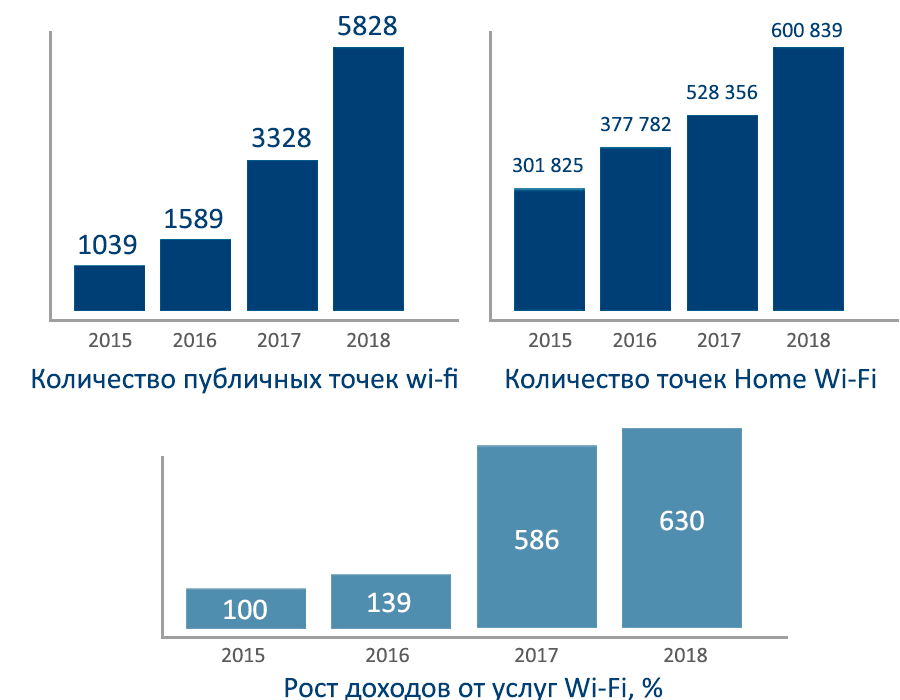 5828
3328
1589
1039
2015 2016 2017 2018
Количество публичных точек wi-fi
600 839
528 356
377 782
301 825
2015 2016 2017 2018
Количество точек Home Wi-Fi
630
586
139
100
2015 2016 2017 2018
Рост доходов от услуг Wi-Fi, %